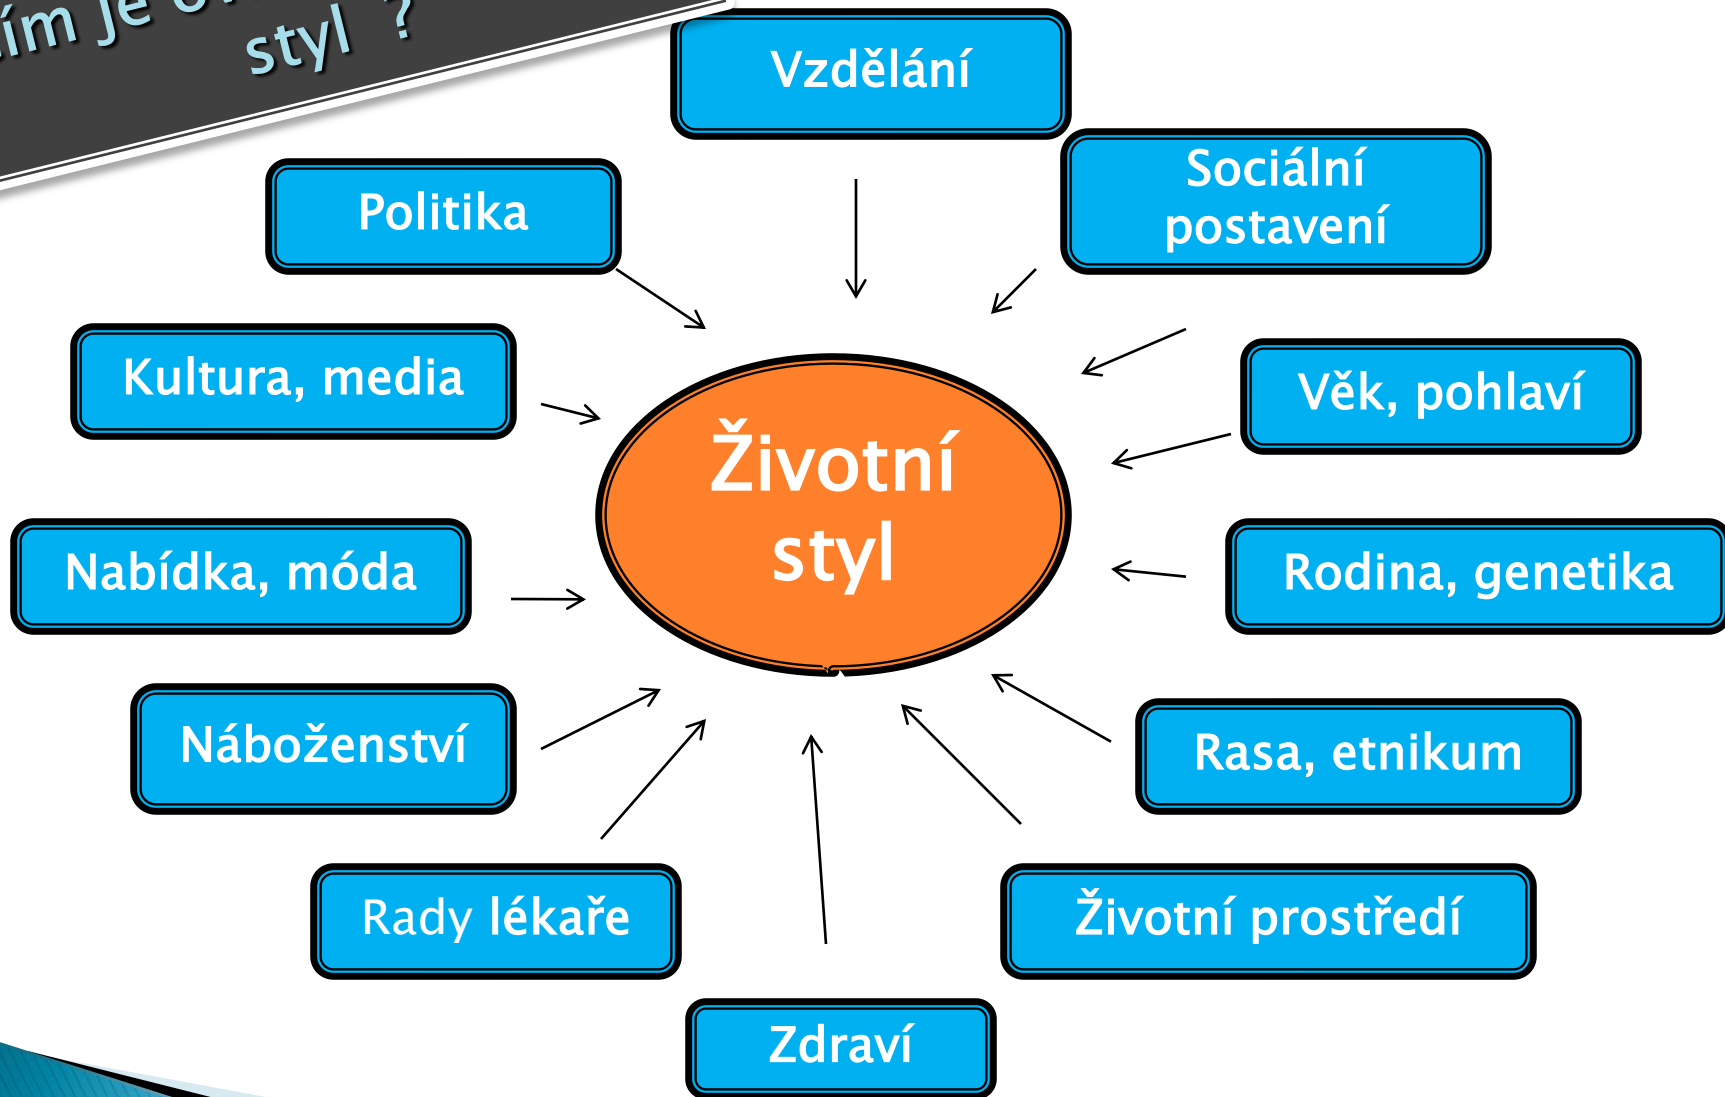 je
styl ?
Vzdělání
Sociální
postavení
Politika
Kultura, media
Věk, pohlaví
Životní
styl
Nabídka, móda
Rodina, genetika
Náboženství
Rasa, etnikum
Rady lékaře
Životní prostředí
Zdraví